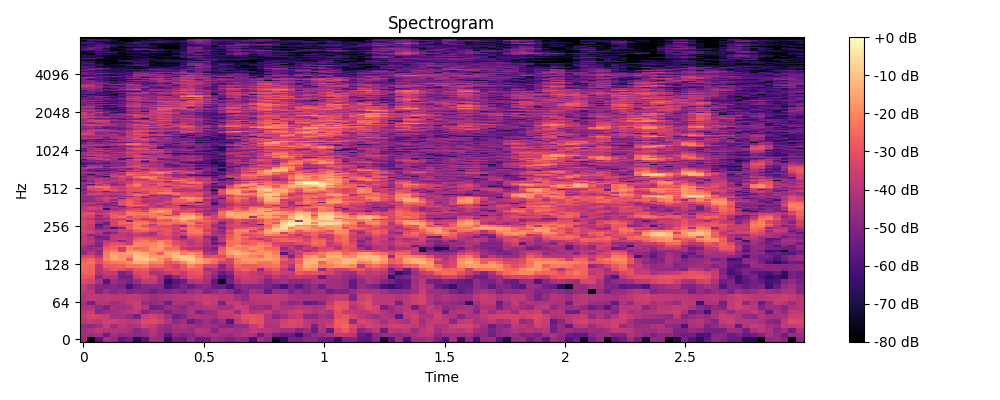 Spectrogram
Hz
4096
2048
1024
512
256
128
64
0
0 0.5 1 1.5 2 2.5
Time
+0 dB
-10 dB
-20 dB
-30 dB
-40 dB
-50 dB
-60 dB
-70 dB
-80 dB